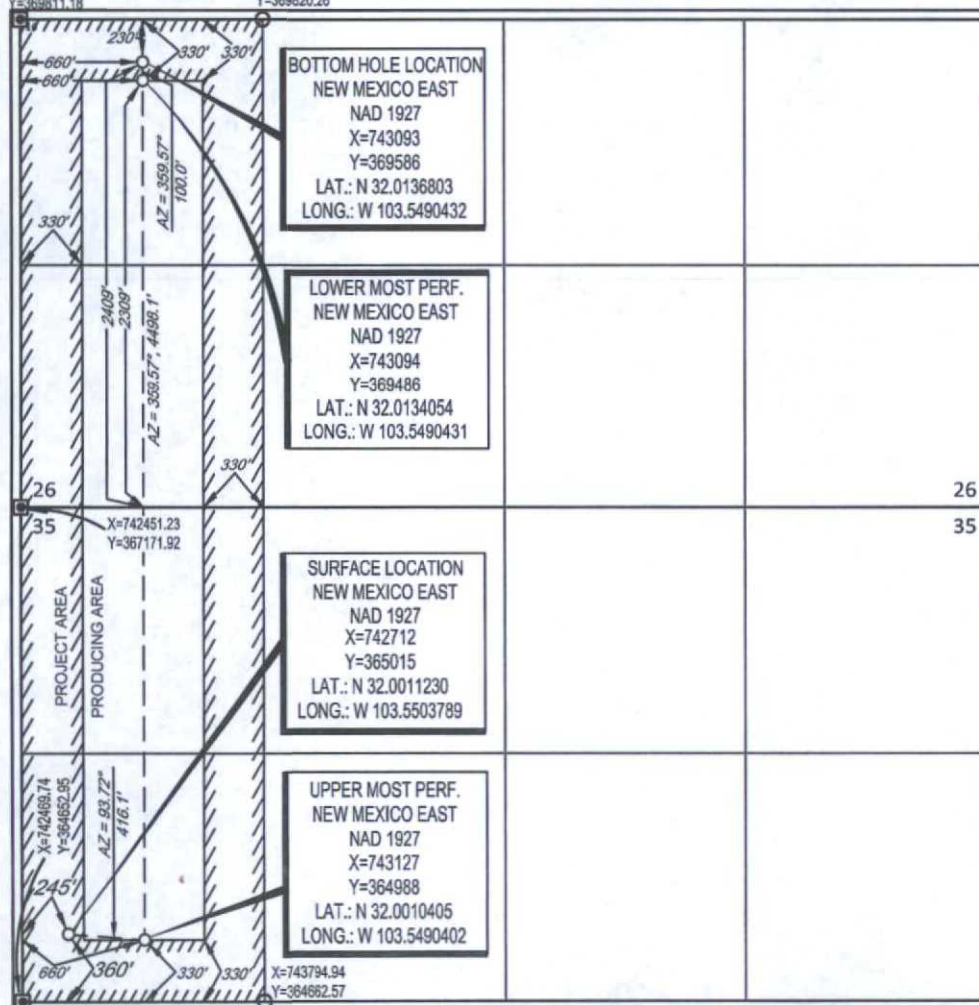 Y=369811.18
Y=369820.26
230'
330'
330'
660'
660'
BOTTOM HOLE LOCATION
NEW MEXICO EAST
NAD 1927
X=743093
Y=369586
LAT.: N 32.0136803
LONG.: W 103.5490432
AZ = 359.57°
100.0'
330'
2409'
2309'
AZ = 359.57°, 4498.1'
LOWER MOST PERF.
NEW MEXICO EAST
NAD 1927
X=743094
Y=369486
LAT.: N 32.0134054
LONG.: W 103.5490431
330'
26
26
35
35
X=742451.23
Y=367171.92
PROJECT AREA
PRODUCING AREA
SURFACE LOCATION
NEW MEXICO EAST
NAD 1927
X=742712
Y=365015
LAT.: N 32.0011230
LONG.: W 103.5503789
X=742469.74
Y=364652.95
AZ = 93.72°
416.1'
UPPER MOST PERF.
NEW MEXICO EAST
NAD 1927
X=743127
Y=364988
LAT.: N 32.0010405
LONG.: W 103.5490402
245'
660'
360'
330'
330'
X=743794.94
Y=364662.57